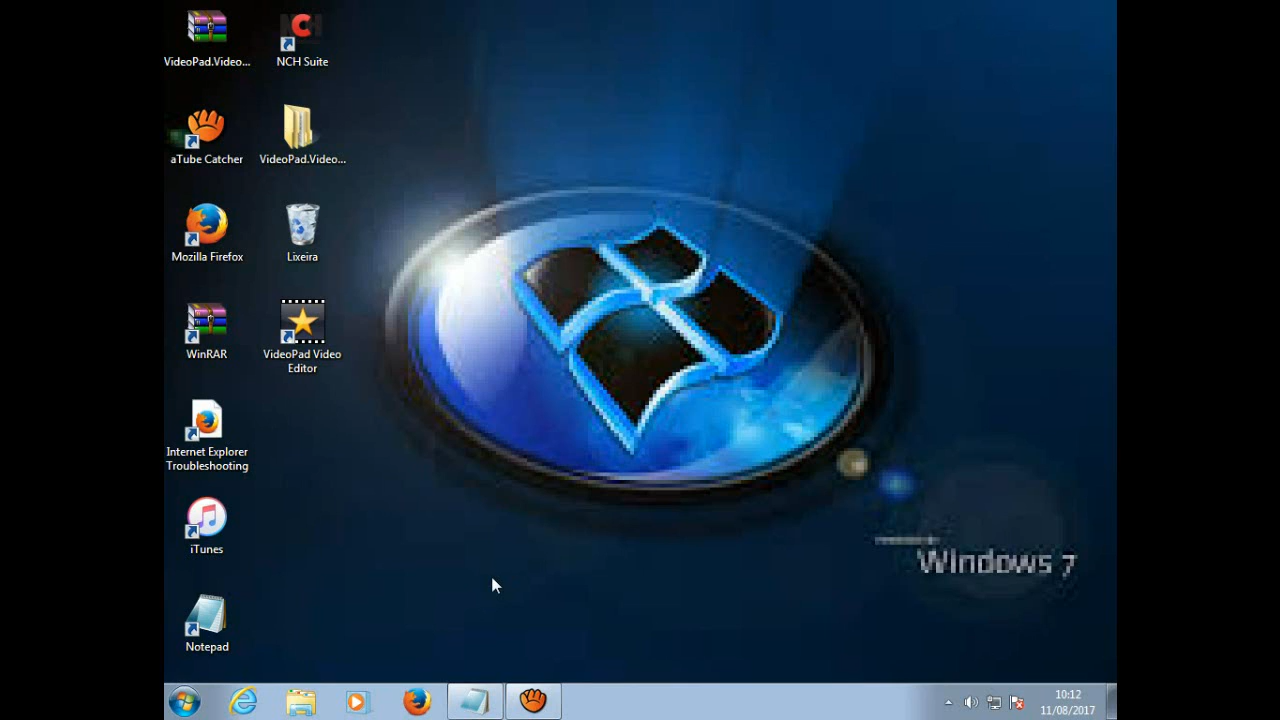 VideoPad.Video...
NCH Suite
aTube Catcher
VideoPad.Video...
Mozilla Firefox
Lixeira
WinRAR
VideoPad Video
Editor
Internet Explorer
Troubleshooting
iTunes
Notepad
Windows 7
10:12
11/08/2017